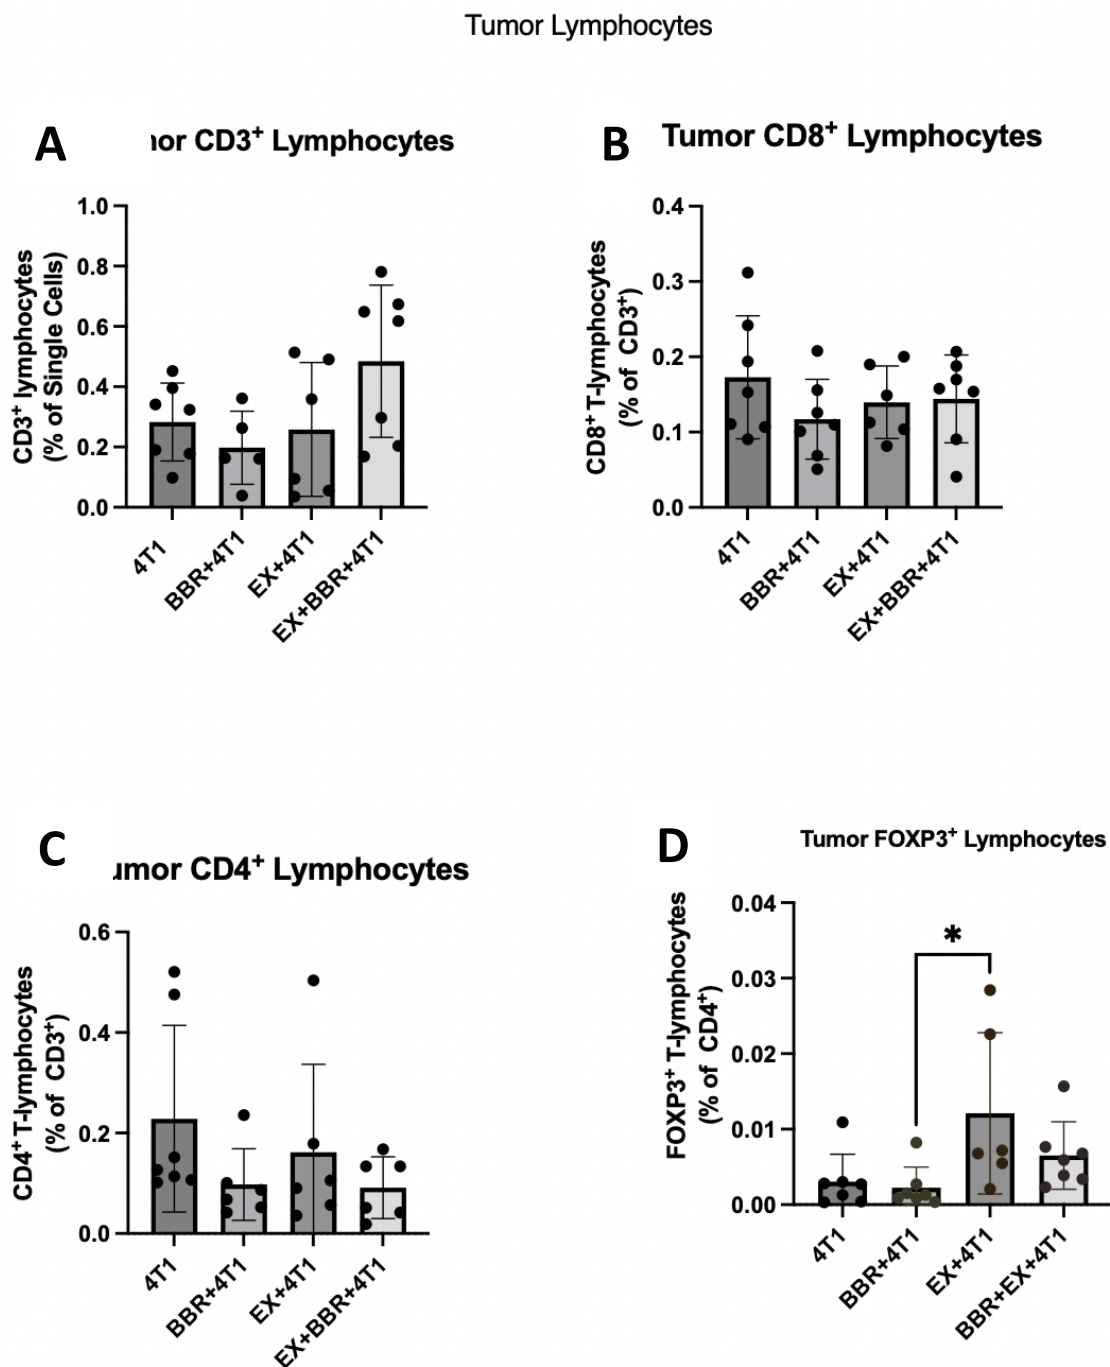 Tumor Lymphocytes
A
nor CD3+ Lymphocytes
CD3+ lymphocytes
(% of Single Cells)
1.0
0.8
0.6
0.4
0.2
0.0
4T1
BBR+4T1
EX+4T1
EX+BBR+4T1
B
Tumor CD8+ Lymphocytes
CD8+ T-lymphocytes
(% of CD3+)
0.4
0.3
0.2
0.1
0.0
4T1
BBR+4T1
EX+4T1
EX+BBR+4T1
C
umor CD4+ Lymphocytes
CD4+ T-lymphocytes
(% of CD3+)
0.6
0.4
0.2
0.0
4T1
BBR+4T1
EX+4T1
EX+BBR+4T1
D
Tumor FOXP3+ Lymphocytes
FOXP3+ T-lymphocytes
(% of CD4+)
0.04
0.03
0.02
0.01
0.00
*
4T1
BBR+4T1
EX+4T1
BBR+EX+4T1